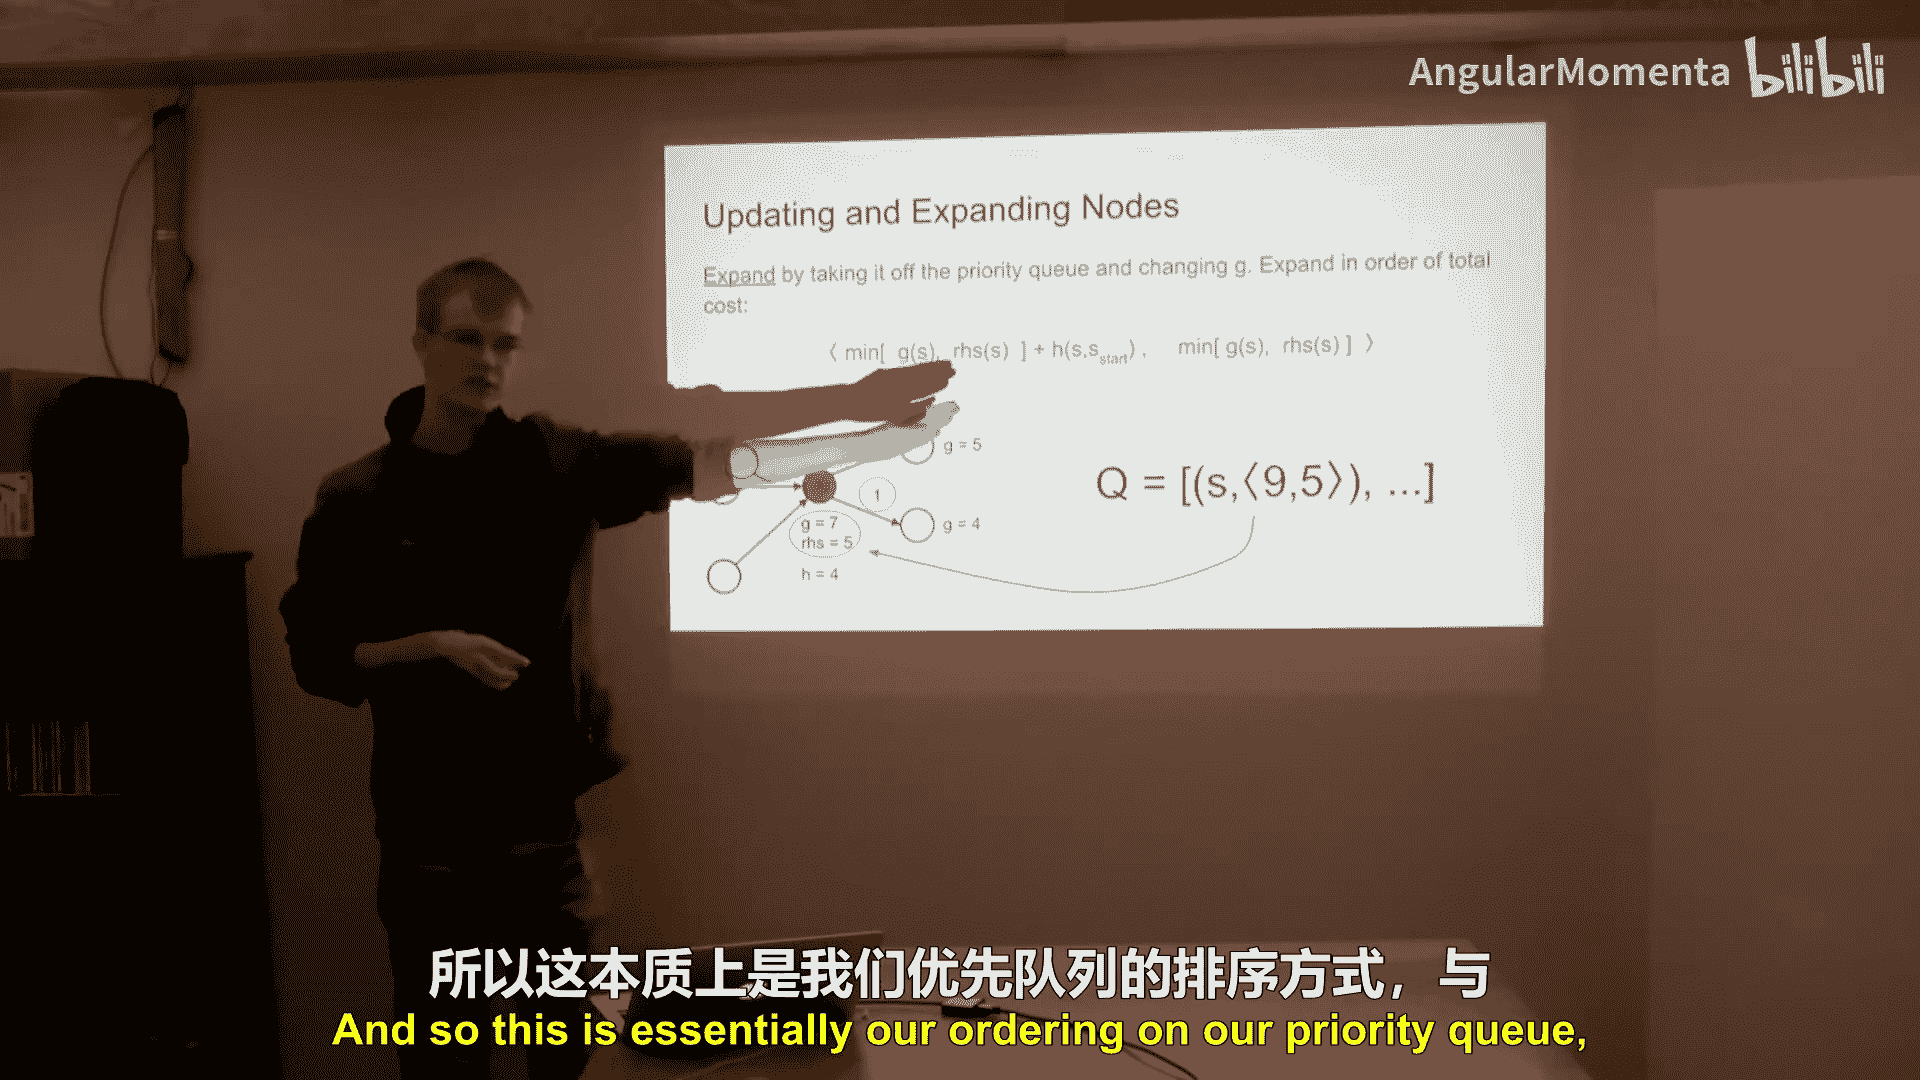 AngularMomenta bilibili
Updating and Expanding Nodes
Expand by taking it off the priority queue and changing g. Expand in order of total
cost:
⟨ min[ g(s), rhs(s) ] + h(s,s_start) , min[ g(s), rhs(s) ] ⟩
g = 5
Q = [(s,⟨9,5⟩), ...]
1
g = 7
g = 4
rhs = 5
h = 4
所以这本质上是我们优先队列的排序方式，与
And so this is essentially our ordering on our priority queue,